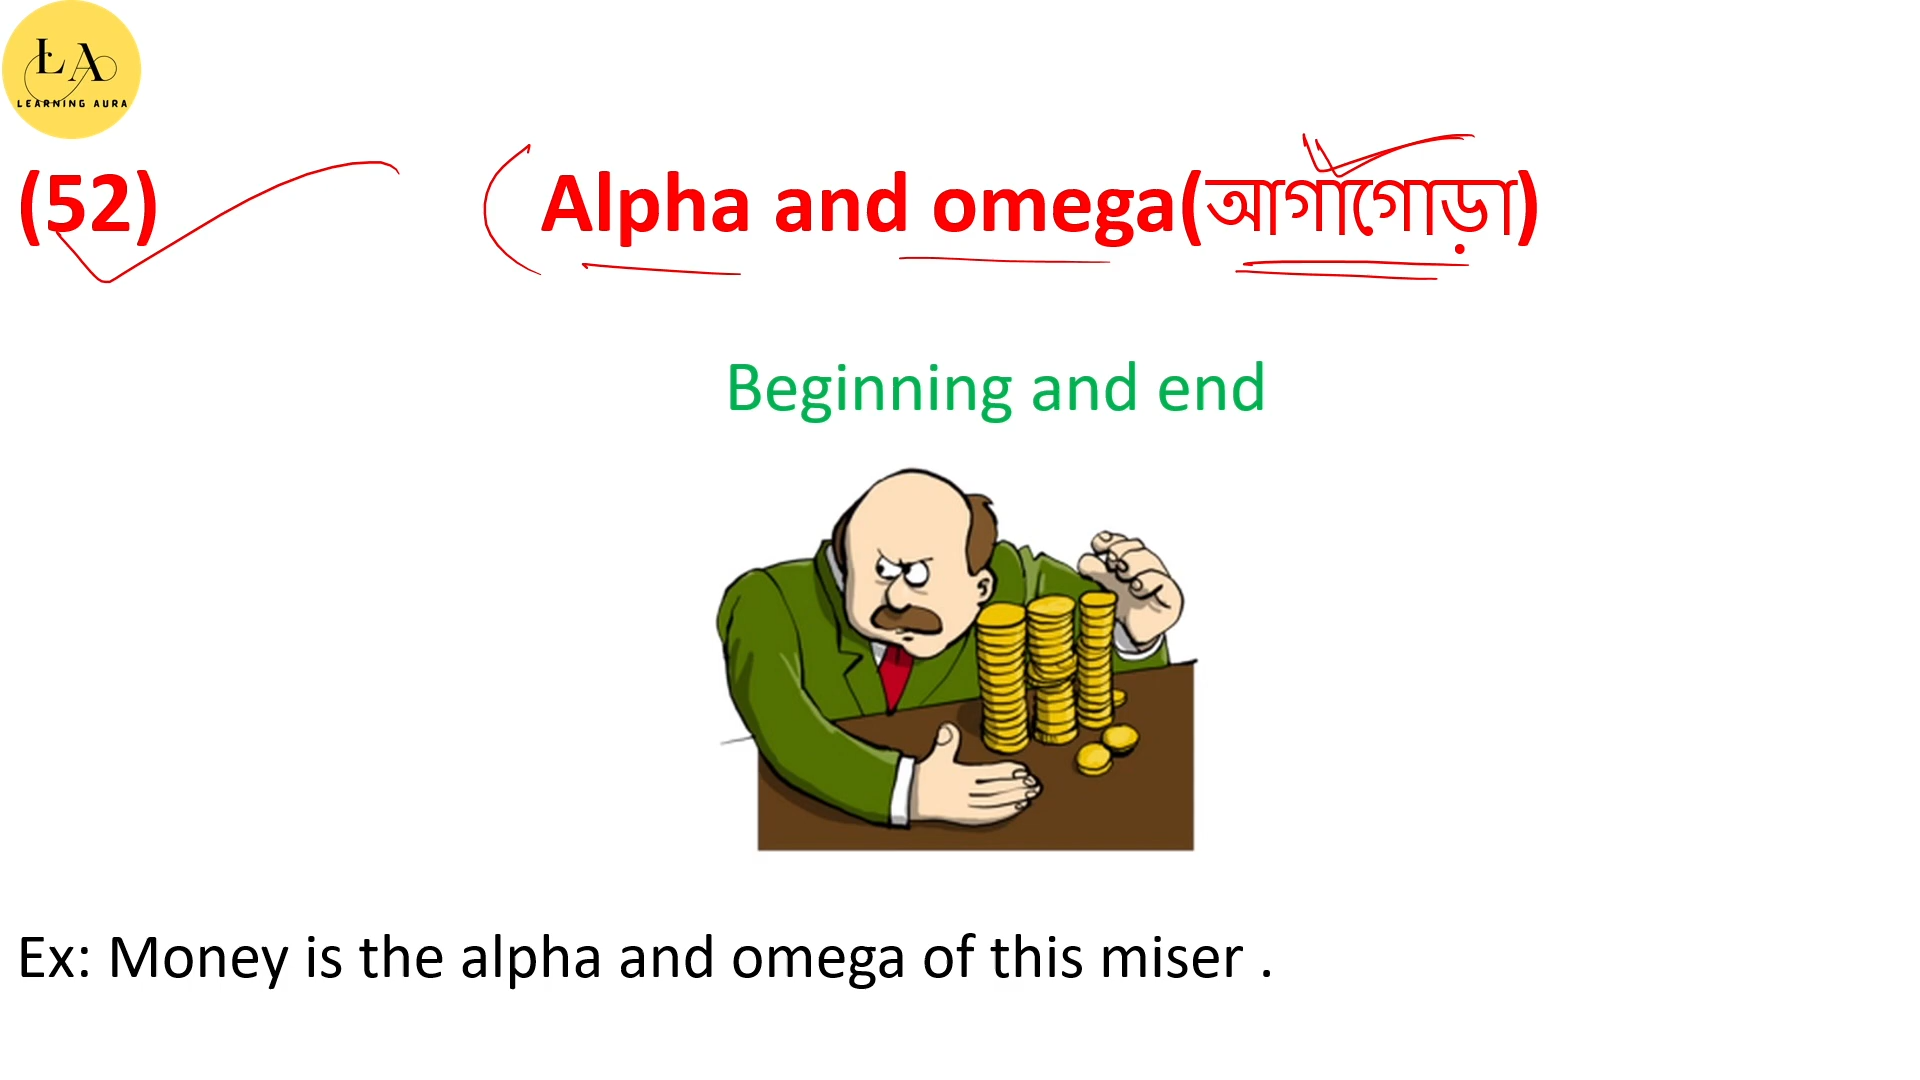 LA
LEARNING AURA
(52) Alpha and omega(আগাগোড়া)
Beginning and end
Ex: Money is the alpha and omega of this miser .